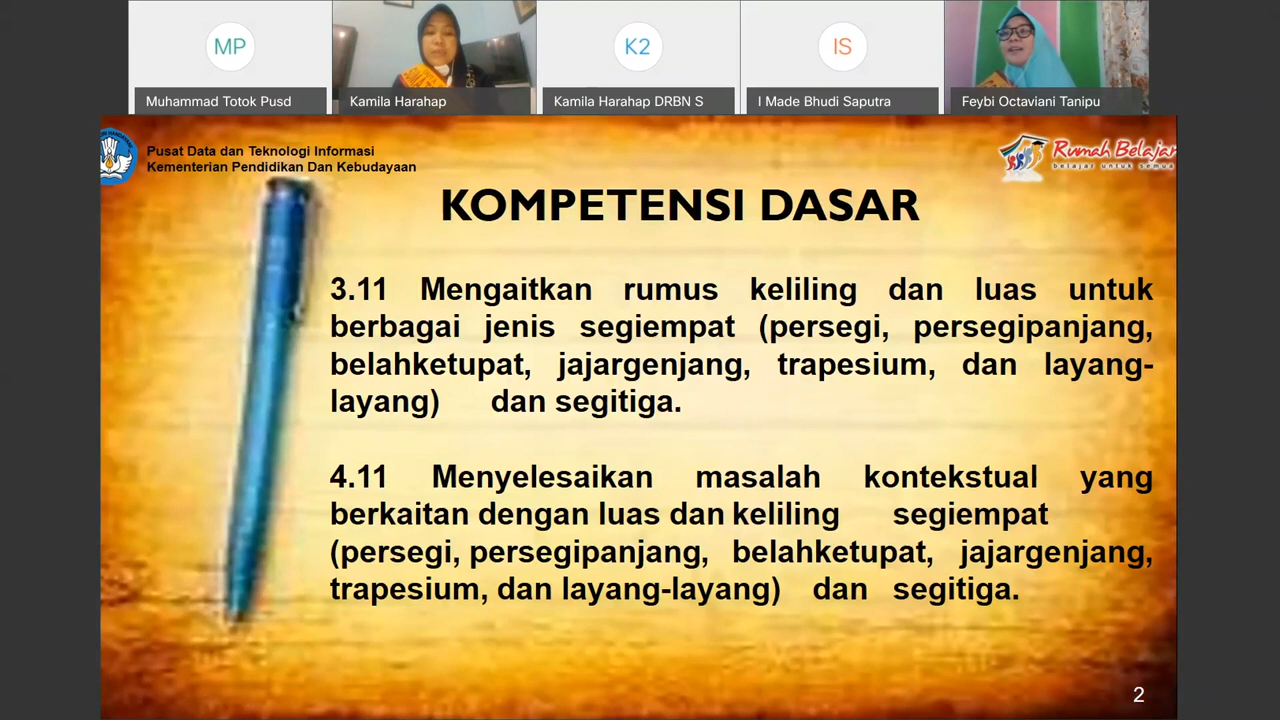 MP
K2
IS
Muhammad Totok Pusd
Kamila Harahap
Kamila Harahap DRBN S
I Made Bhudi Saputra
Feybi Octaviani Tanipu
Pusat Data dan Teknologi Informasi
Kementerian Pendidikan Dan Kebudayaan
Rumah Belajar
belajar untuk semua
KOMPETENSI DASAR
3.11 Mengaitkan rumus keliling dan luas untuk
berbagai jenis segiempat (persegi, persegipanjang,
belahketupat, jajargenjang, trapesium, dan layang-
layang) dan segitiga.
4.11 Menyelesaikan masalah kontekstual yang
berkaitan dengan luas dan keliling segiempat
(persegi, persegipanjang, belahketupat, jajargenjang,
trapesium, dan layang-layang) dan segitiga.
2